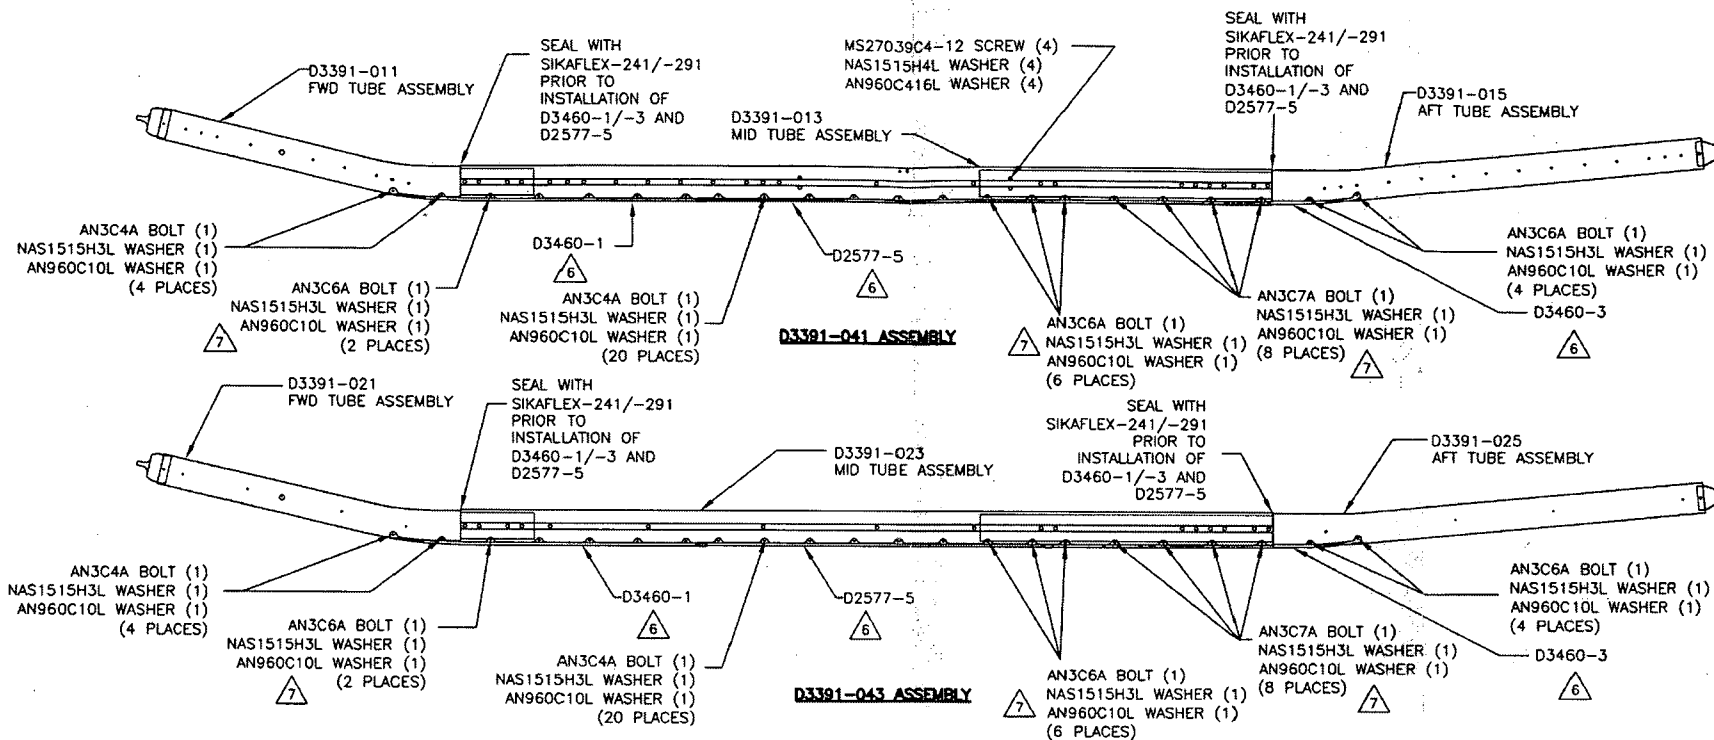 SEAL WITH
SIKAFLEX-241/-291
PRIOR TO
INSTALLATION OF
D3460-1/-3 AND
D2577-5
MS27039C4-12 SCREW (4)
NAS1515H4L WASHER (4)
AN960C416L WASHER (4)
SEAL WITH
SIKAFLEX-241/-291
PRIOR TO
INSTALLATION OF
D3460-1/-3 AND
D2577-5
D3391-011
FWD TUBE ASSEMBLY
D3391-013
MID TUBE ASSEMBLY
D3391-015
AFT TUBE ASSEMBLY
AN3C4A BOLT (1)
NAS1515H3L WASHER (1)
AN960C10L WASHER (1)
(4 PLACES)
AN3C6A BOLT (1)
NAS1515H3L WASHER (1)
AN960C10L WASHER (1)
(2 PLACES)
7
D3460-1
6
AN3C4A BOLT (1)
NAS1515H3L WASHER (1)
AN960C10L WASHER (1)
(20 PLACES)
D2577-5
6
D3391-041 ASSEMBLY
7
AN3C6A BOLT (1)
NAS1515H3L WASHER (1)
AN960C10L WASHER (1)
(6 PLACES)
AN3C7A BOLT (1)
NAS1515H3L WASHER (1)
AN960C10L WASHER (1)
(8 PLACES)
7
AN3C6A BOLT (1)
NAS1515H3L WASHER (1)
AN960C10L WASHER (1)
(4 PLACES)
D3460-3
6
D3391-021
FWD TUBE ASSEMBLY
SEAL WITH
SIKAFLEX-241/-291
PRIOR TO
INSTALLATION OF
D3460-1/-3 AND
D2577-5
D3391-023
MID TUBE ASSEMBLY
SEAL WITH
SIKAFLEX-241/-291
PRIOR TO
INSTALLATION OF
D3460-1/-3 AND
D2577-5
D3391-025
AFT TUBE ASSEMBLY
AN3C4A BOLT (1)
NAS1515H3L WASHER (1)
AN960C10L WASHER (1)
(4 PLACES)
AN3C6A BOLT (1)
NAS1515H3L WASHER (1)
AN960C10L WASHER (1)
(2 PLACES)
7
D3460-1
6
AN3C4A BOLT (1)
NAS1515H3L WASHER (1)
AN960C10L WASHER (1)
(20 PLACES)
D2577-5
6
D3391-043 ASSEMBLY
7
AN3C6A BOLT (1)
NAS1515H3L WASHER (1)
AN960C10L WASHER (1)
(6 PLACES)
AN3C7A BOLT (1)
NAS1515H3L WASHER (1)
AN960C10L WASHER (1)
(8 PLACES)
7
AN3C6A BOLT (1)
NAS1515H3L WASHER (1)
AN960C10L WASHER (1)
(4 PLACES)
D3460-3
6